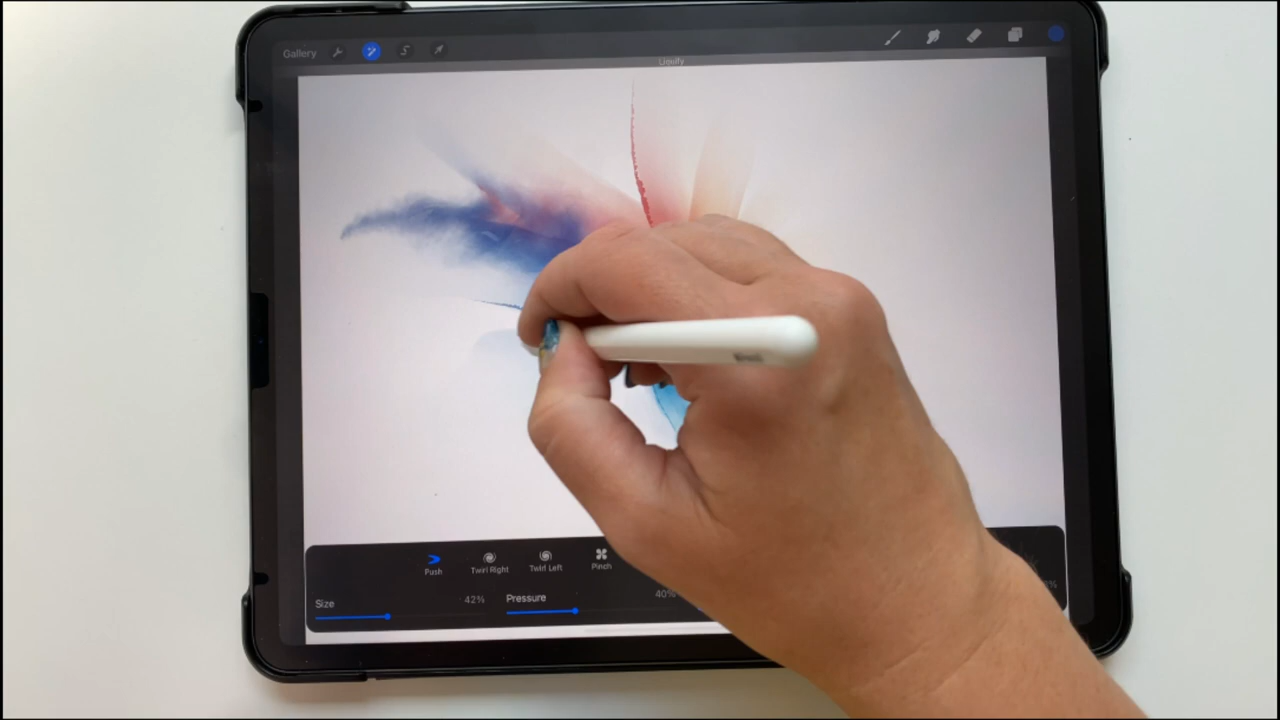 Gallery
Liquify
Push
Twirl Right
Twirl Left
Pinch
Size
42%
Pressure
40%